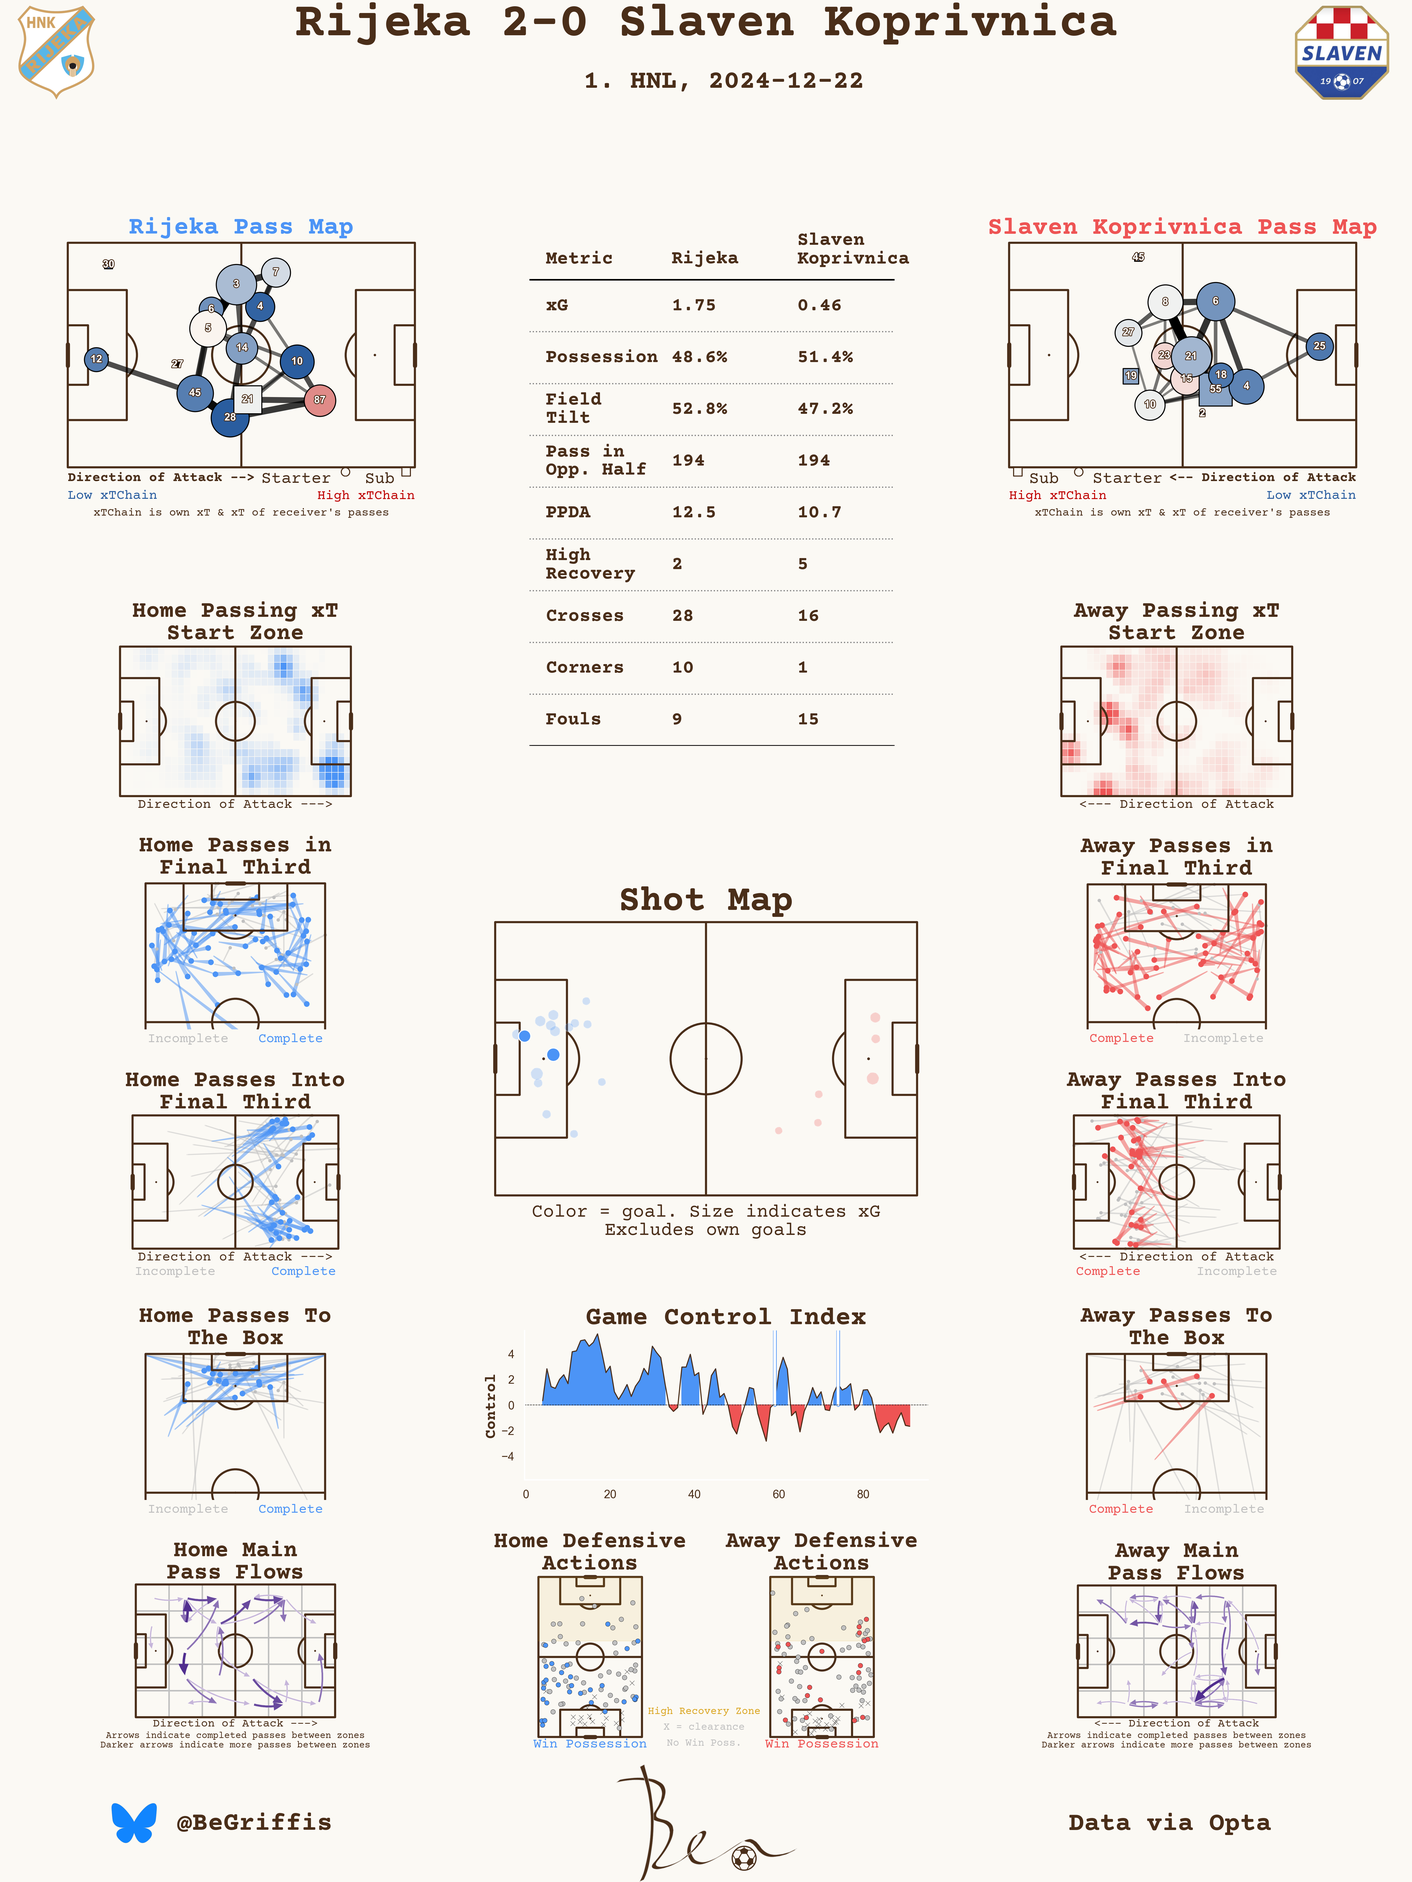 Rijeka 2-0 Slaven Koprivnica
1. HNL, 2024-12-22
HNK
RIJEKA
SLAVEN
19 07
Rijeka Pass Map
30
7
3
4
6
5
14
27
12
10
45
21
87
28
Direction of Attack --> Starter Sub
Low xTChain High xTChain
xTChain is own xT & xT of receiver's passes
Metric Rijeka Slaven
Koprivnica
xG 1.75 0.46
Possession 48.6% 51.4%
Field
Tilt 52.8% 47.2%
Pass in
Opp. Half 194 194
PPDA 12.5 10.7
High
Recovery 2 5
Crosses 28 16
Corners 10 1
Fouls 9 15
Slaven Koprivnica Pass Map
45
8
6
27
23
21
25
19
15
18
55
4
10
2
Sub Starter <-- Direction of Attack
High xTChain Low xTChain
xTChain is own xT & xT of receiver's passes
Home Passing xT
Start Zone
Direction of Attack --->
Away Passing xT
Start Zone
<--- Direction of Attack
Home Passes in
Final Third
Incomplete Complete
Away Passes in
Final Third
Complete Incomplete
Shot Map
Color = goal. Size indicates xG
Excludes own goals
Home Passes Into
Final Third
Direction of Attack --->
Incomplete Complete
Away Passes Into
Final Third
<--- Direction of Attack
Complete Incomplete
Home Passes To
The Box
Incomplete Complete
Game Control Index
Control
4
2
0
−2
−4
0 20 40 60 80
Away Passes To
The Box
Complete Incomplete
Home Main
Pass Flows
Direction of Attack --->
Arrows indicate completed passes between zones
Darker arrows indicate more passes between zones
Home Defensive
Actions
Win Possession
Away Defensive
Actions
Win Possession
High Recovery Zone
X = clearance
No Win Poss.
Away Main
Pass Flows
<--- Direction of Attack
Arrows indicate completed passes between zones
Darker arrows indicate more passes between zones
@BeGriffis
Ben
Data via Opta